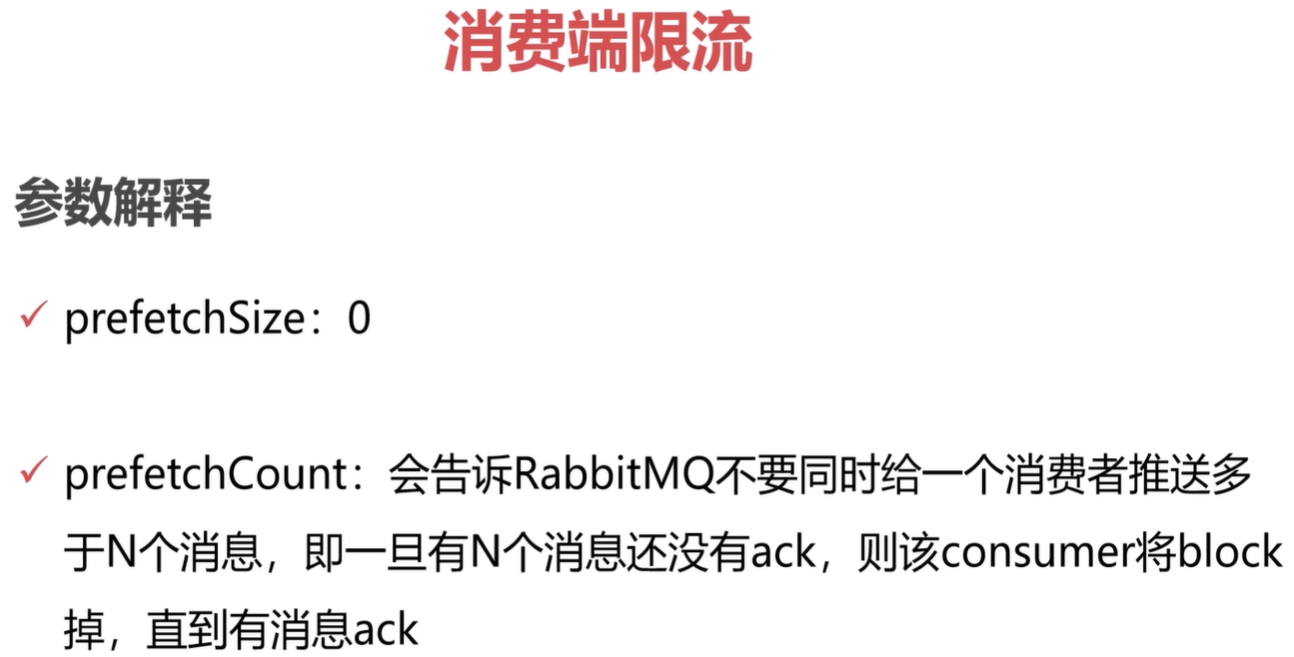 消费端限流
参数解释
✓ prefetchSize：0
✓ prefetchCount：会告诉RabbitMQ不要同时给一个消费者推送多
于N个消息，即一旦有N个消息还没有ack，则该consumer将block
掉，直到有消息ack